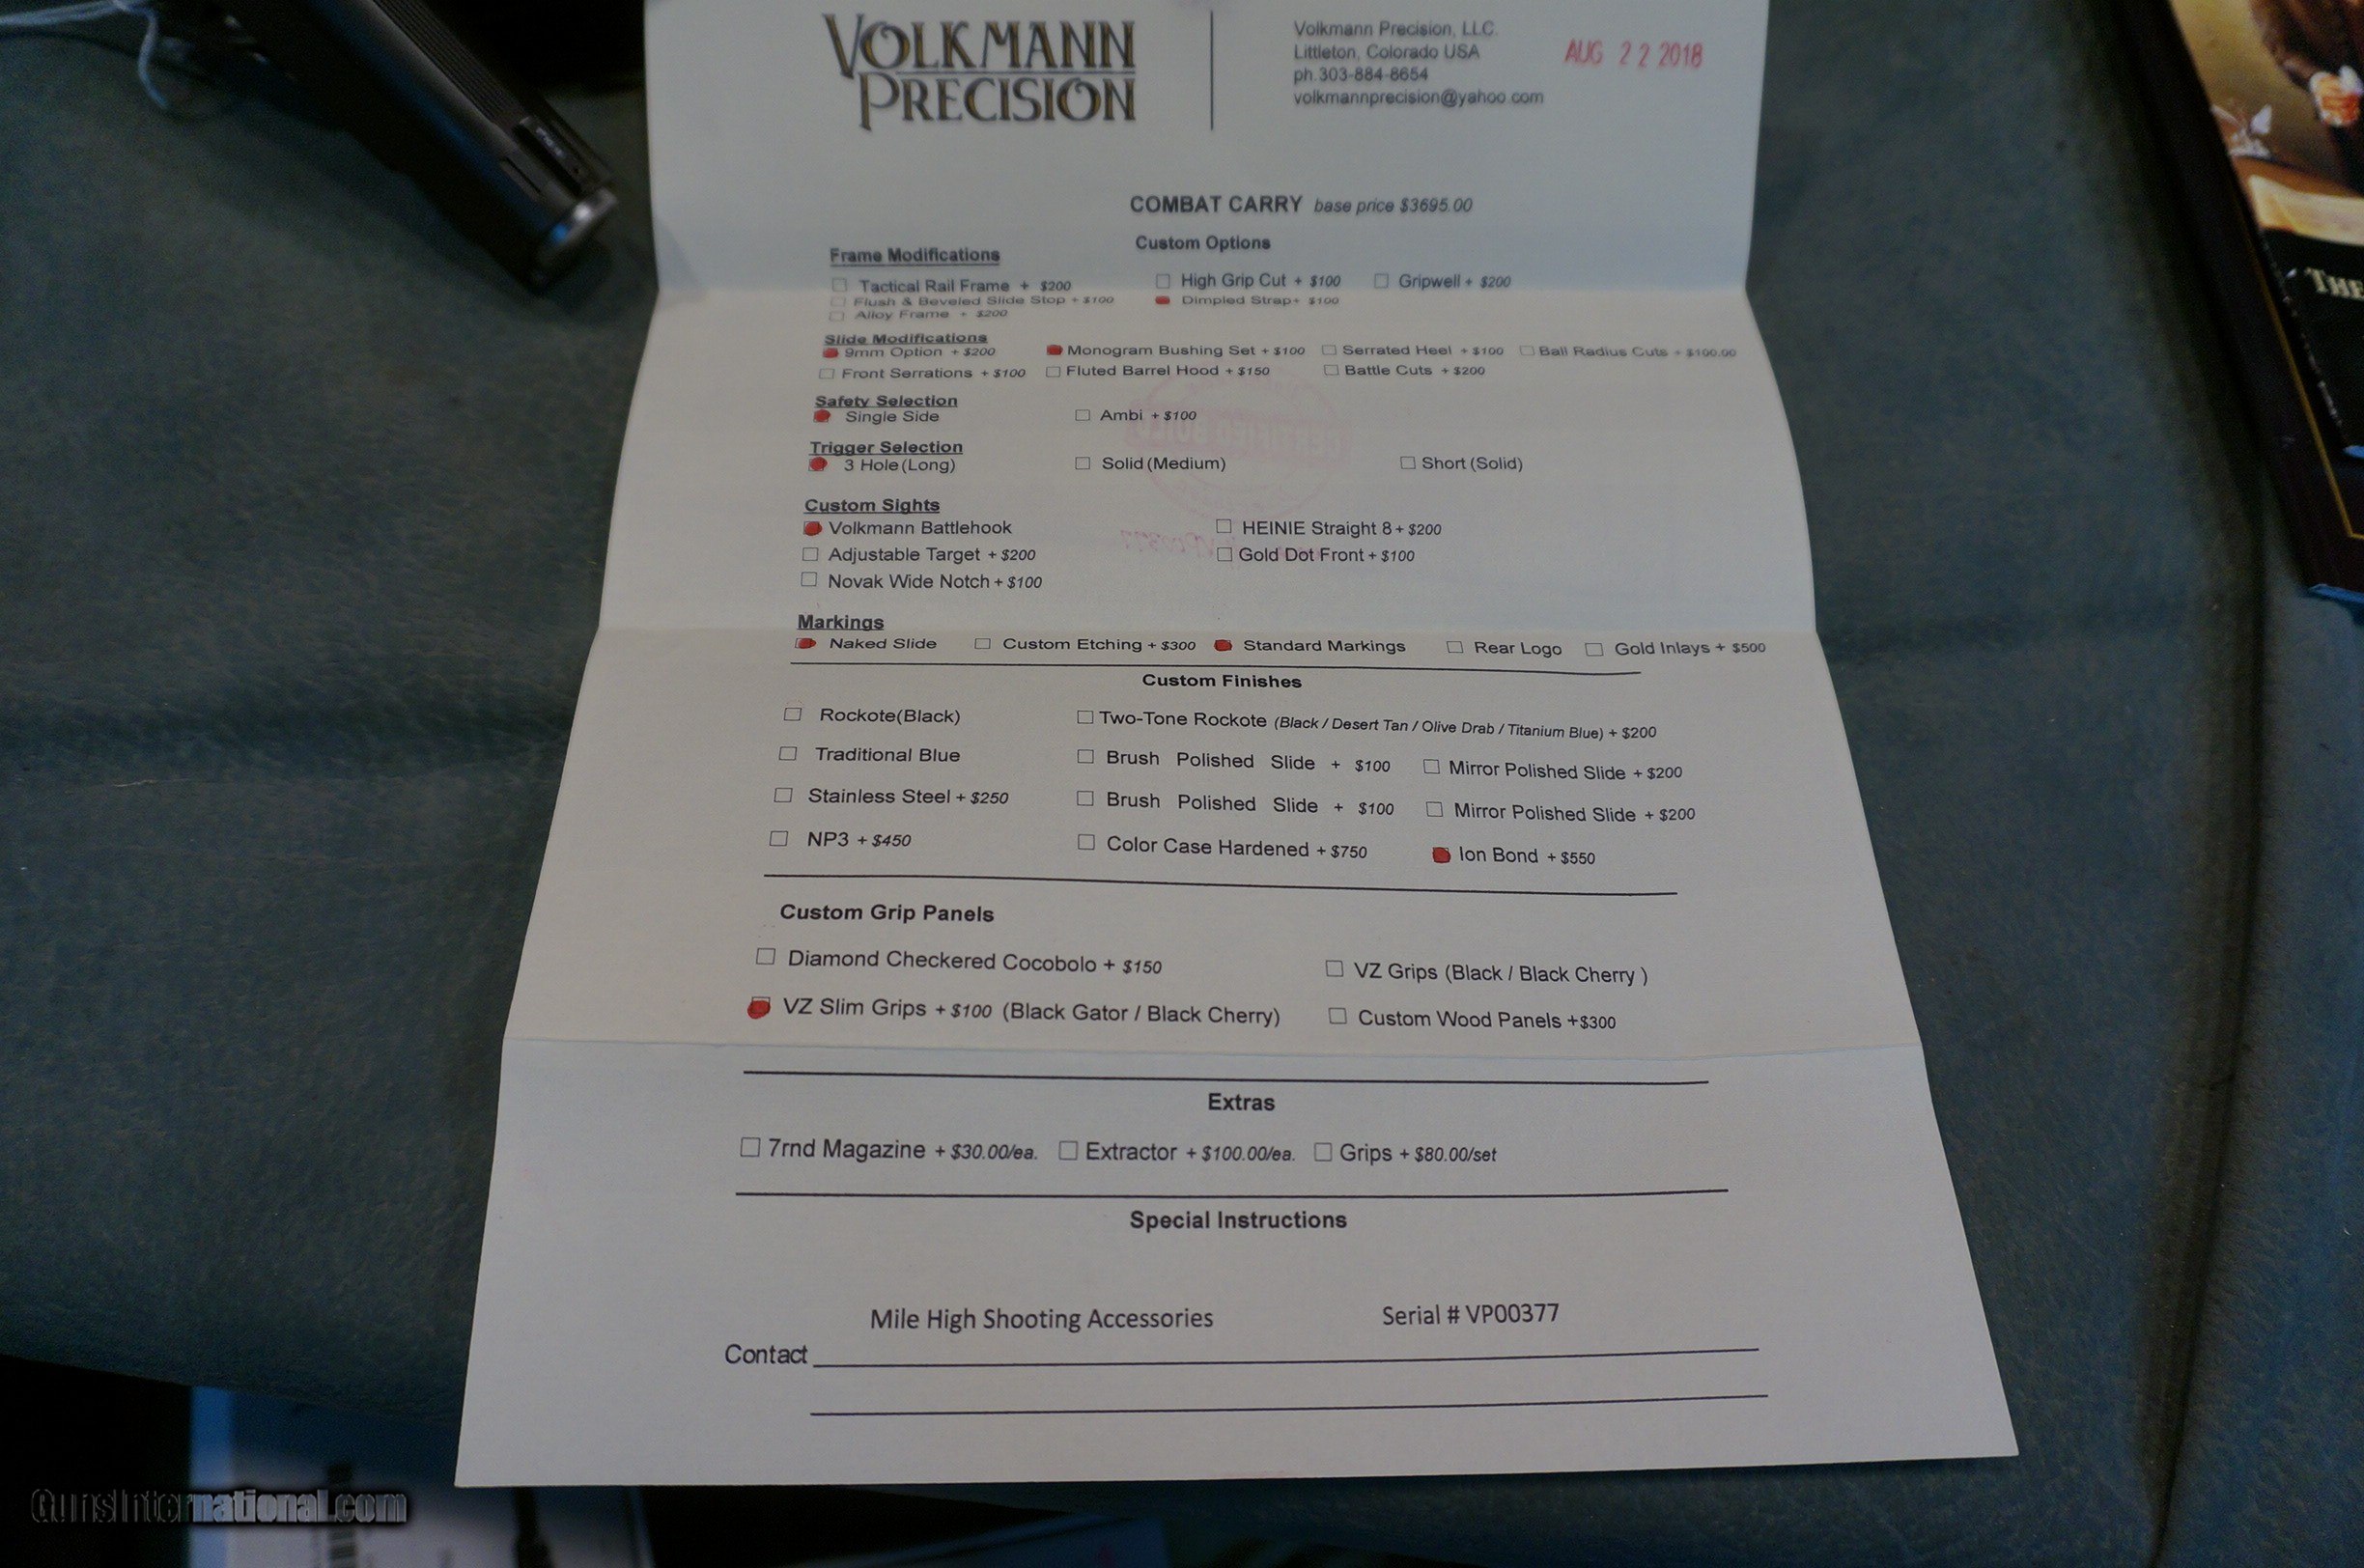 VOLKMANN
PRECISION
Volkmann Precision, LLC.
Littleton, Colorado USA
ph.303-884-8654
volkmannprecision@yahoo.com
AUG 22 2018
COMBAT CARRY base price $3695.00
Frame Modifications
Custom Options
Tactical Rail Frame + $200
High Grip Cut + $100
Gripwell + $200
Flush & Beveled Slide Stop + $100
Dimpled Strap+ $100
Alloy Frame + $200
Slide Modifications
9mm Option + $200
Monogram Bushing Set + $100
Serrated Heel + $100
Ball Radius Cuts + $100.00
Front Serrations + $100
Fluted Barrel Hood + $150
Battle Cuts + $200
Safety Selection
Single Side
Ambi + $100
Trigger Selection
3 Hole (Long)
Solid (Medium)
Short (Solid)
Custom Sights
Volkmann Battlehook
HEINIE Straight 8 + $200
Adjustable Target + $200
Gold Dot Front + $100
Novak Wide Notch + $100
Markings
Naked Slide
Custom Etching + $300
Standard Markings
Rear Logo
Gold Inlays + $500
Custom Finishes
Rockote(Black)
Two-Tone Rockote (Black / Desert Tan / Olive Drab / Titanium Blue) + $200
Traditional Blue
Brush Polished Slide + $100
Mirror Polished Slide + $200
Stainless Steel + $250
Brush Polished Slide + $100
Mirror Polished Slide + $200
NP3 + $450
Color Case Hardened + $750
Ion Bond + $550
Custom Grip Panels
Diamond Checkered Cocobolo + $150
VZ Grips (Black / Black Cherry )
VZ Slim Grips + $100 (Black Gator / Black Cherry)
Custom Wood Panels +$300
Extras
7rnd Magazine + $30.00/ea.
Extractor + $100.00/ea.
Grips + $80.00/set
Special Instructions
Mile High Shooting Accessories
Serial # VP00377
Contact
THE
GunsInternational.com